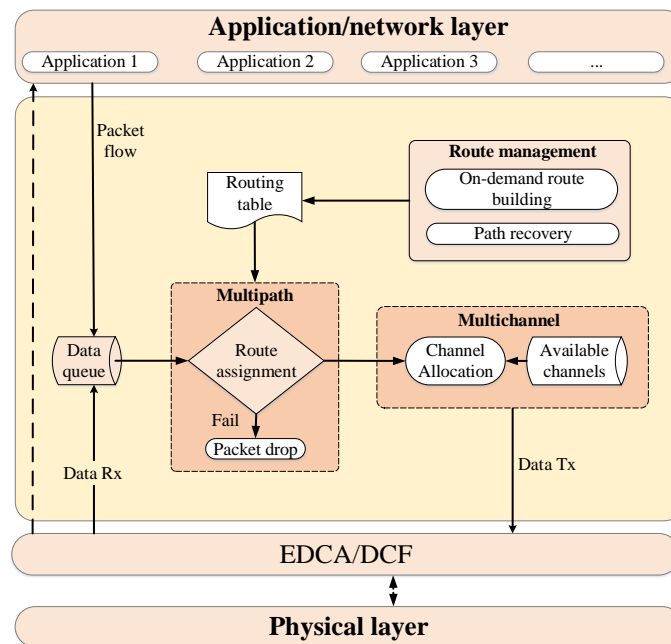 Application/network layer
Application 1
Application 2
Application 3
...
Packet
flow
Route management
On-demand route
building
Path recovery
Routing
table
Multipath
Route
assignment
Fail
Packet drop
Multichannel
Channel
Allocation
Available
channels
Data
queue
Data Rx
Data Tx
EDCA/DCF
Physical layer